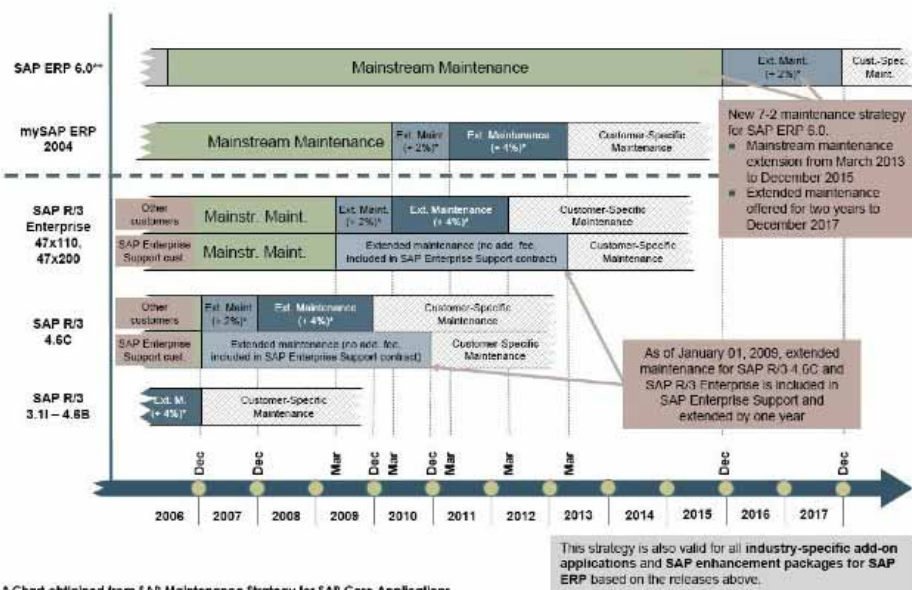 SAP ERP 6.0**
Mainstream Maintenance
Ext. Maint.
(+ 2%)*
Cust.-Spec.
Maint.
mySAP ERP
2004
Mainstream Maintenance
Ext. Maint
(+ 2%)*
Ext. Maintenance
(+ 4%)*
Customer-Specific
Maintenance
New 7-2 maintenance strategy
for SAP ERP 6.0.
Mainstream maintenance
extension from March 2013
to December 2015
Extended maintenance
offered for two years to
December 2017
SAP R/3
Enterprise
47x110,
47x200
Other
customers
Mainstr. Maint.
Ext. Maint.
(+ 2%)*
Ext. Maintenance
(+ 4%)*
Customer-Specific
Maintenance
SAP Enterprise
Support cust.
Mainstr. Maint.
Extended maintenance (no add. fee,
included in SAP Enterprise Support contract)
Customer-Specific
Maintenance
SAP R/3
4.6C
Other
customers
Ext. Maint
(+ 2%)*
Ext. Maintenance
(+ 4%)*
Customer-Specific
Maintenance
SAP Enterprise
Support cust.
Extended maintenance (no add. fee,
included in SAP Enterprise Support contract)
Customer Specific
Maintenance
As of January 01, 2009, extended
maintenance for SAP R/3 4.6C and
SAP R/3 Enterprise is included in
SAP Enterprise Support and
extended by one year
SAP R/3
3.1I – 4.6B
Ext. M.
(+ 4%)*
Customer-Specific
Maintenance
Dec Dec Mar Dec Mar Dec Mar Mar Mar Dec Dec
2006 2007 2008 2009 2010 2011 2012 2013 2014 2015 2016 2017
This strategy is also valid for all industry-specific add-on
applications and SAP enhancement packages for SAP
ERP based on the releases above.
* Chart obtained from SAP Maintenance Strategy for SAP Core Applications